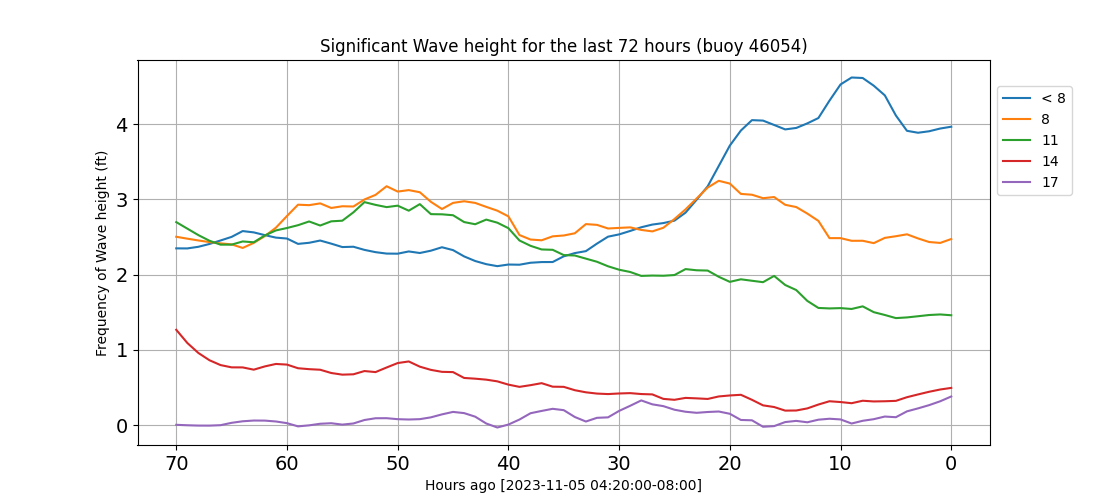 Significant Wave height for the last 72 hours (buoy 46054)
Frequency of Wave height (ft)
4
3
2
1
0
70 60 50 40 30 20 10 0
Hours ago [2023-11-05 04:20:00-08:00]
< 8
8
11
14
17